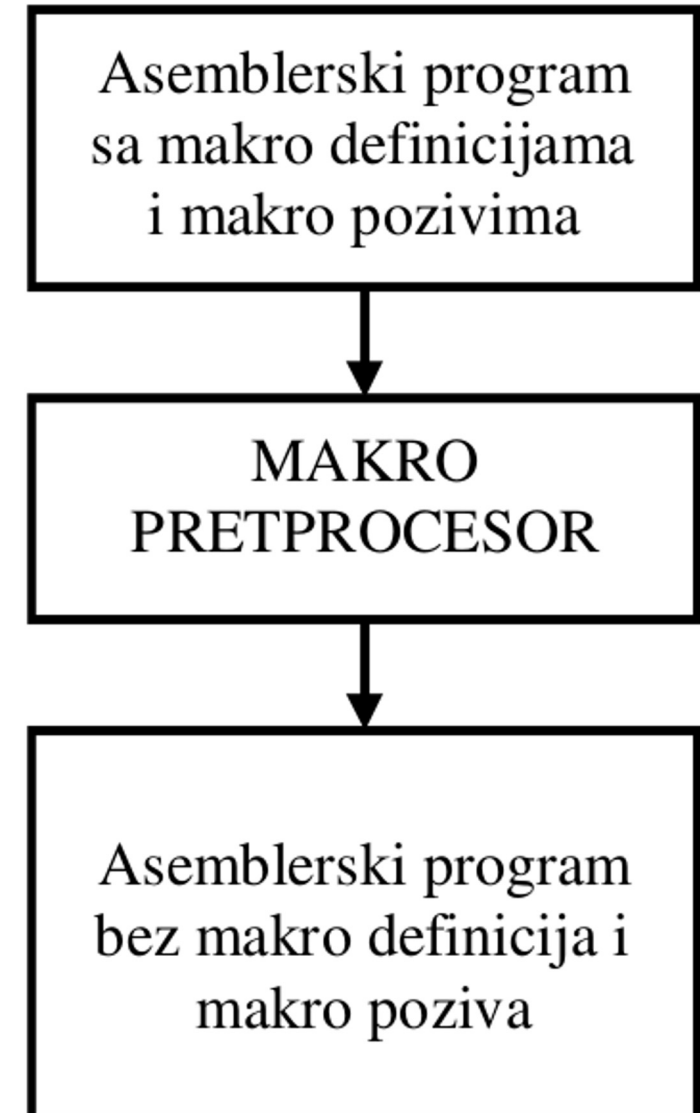 Asemblerski program
sa makro definicijama
i makro pozivima
MAKRO
PRETPROCESOR
Asemblerski program
bez makro definicija i
makro poziva